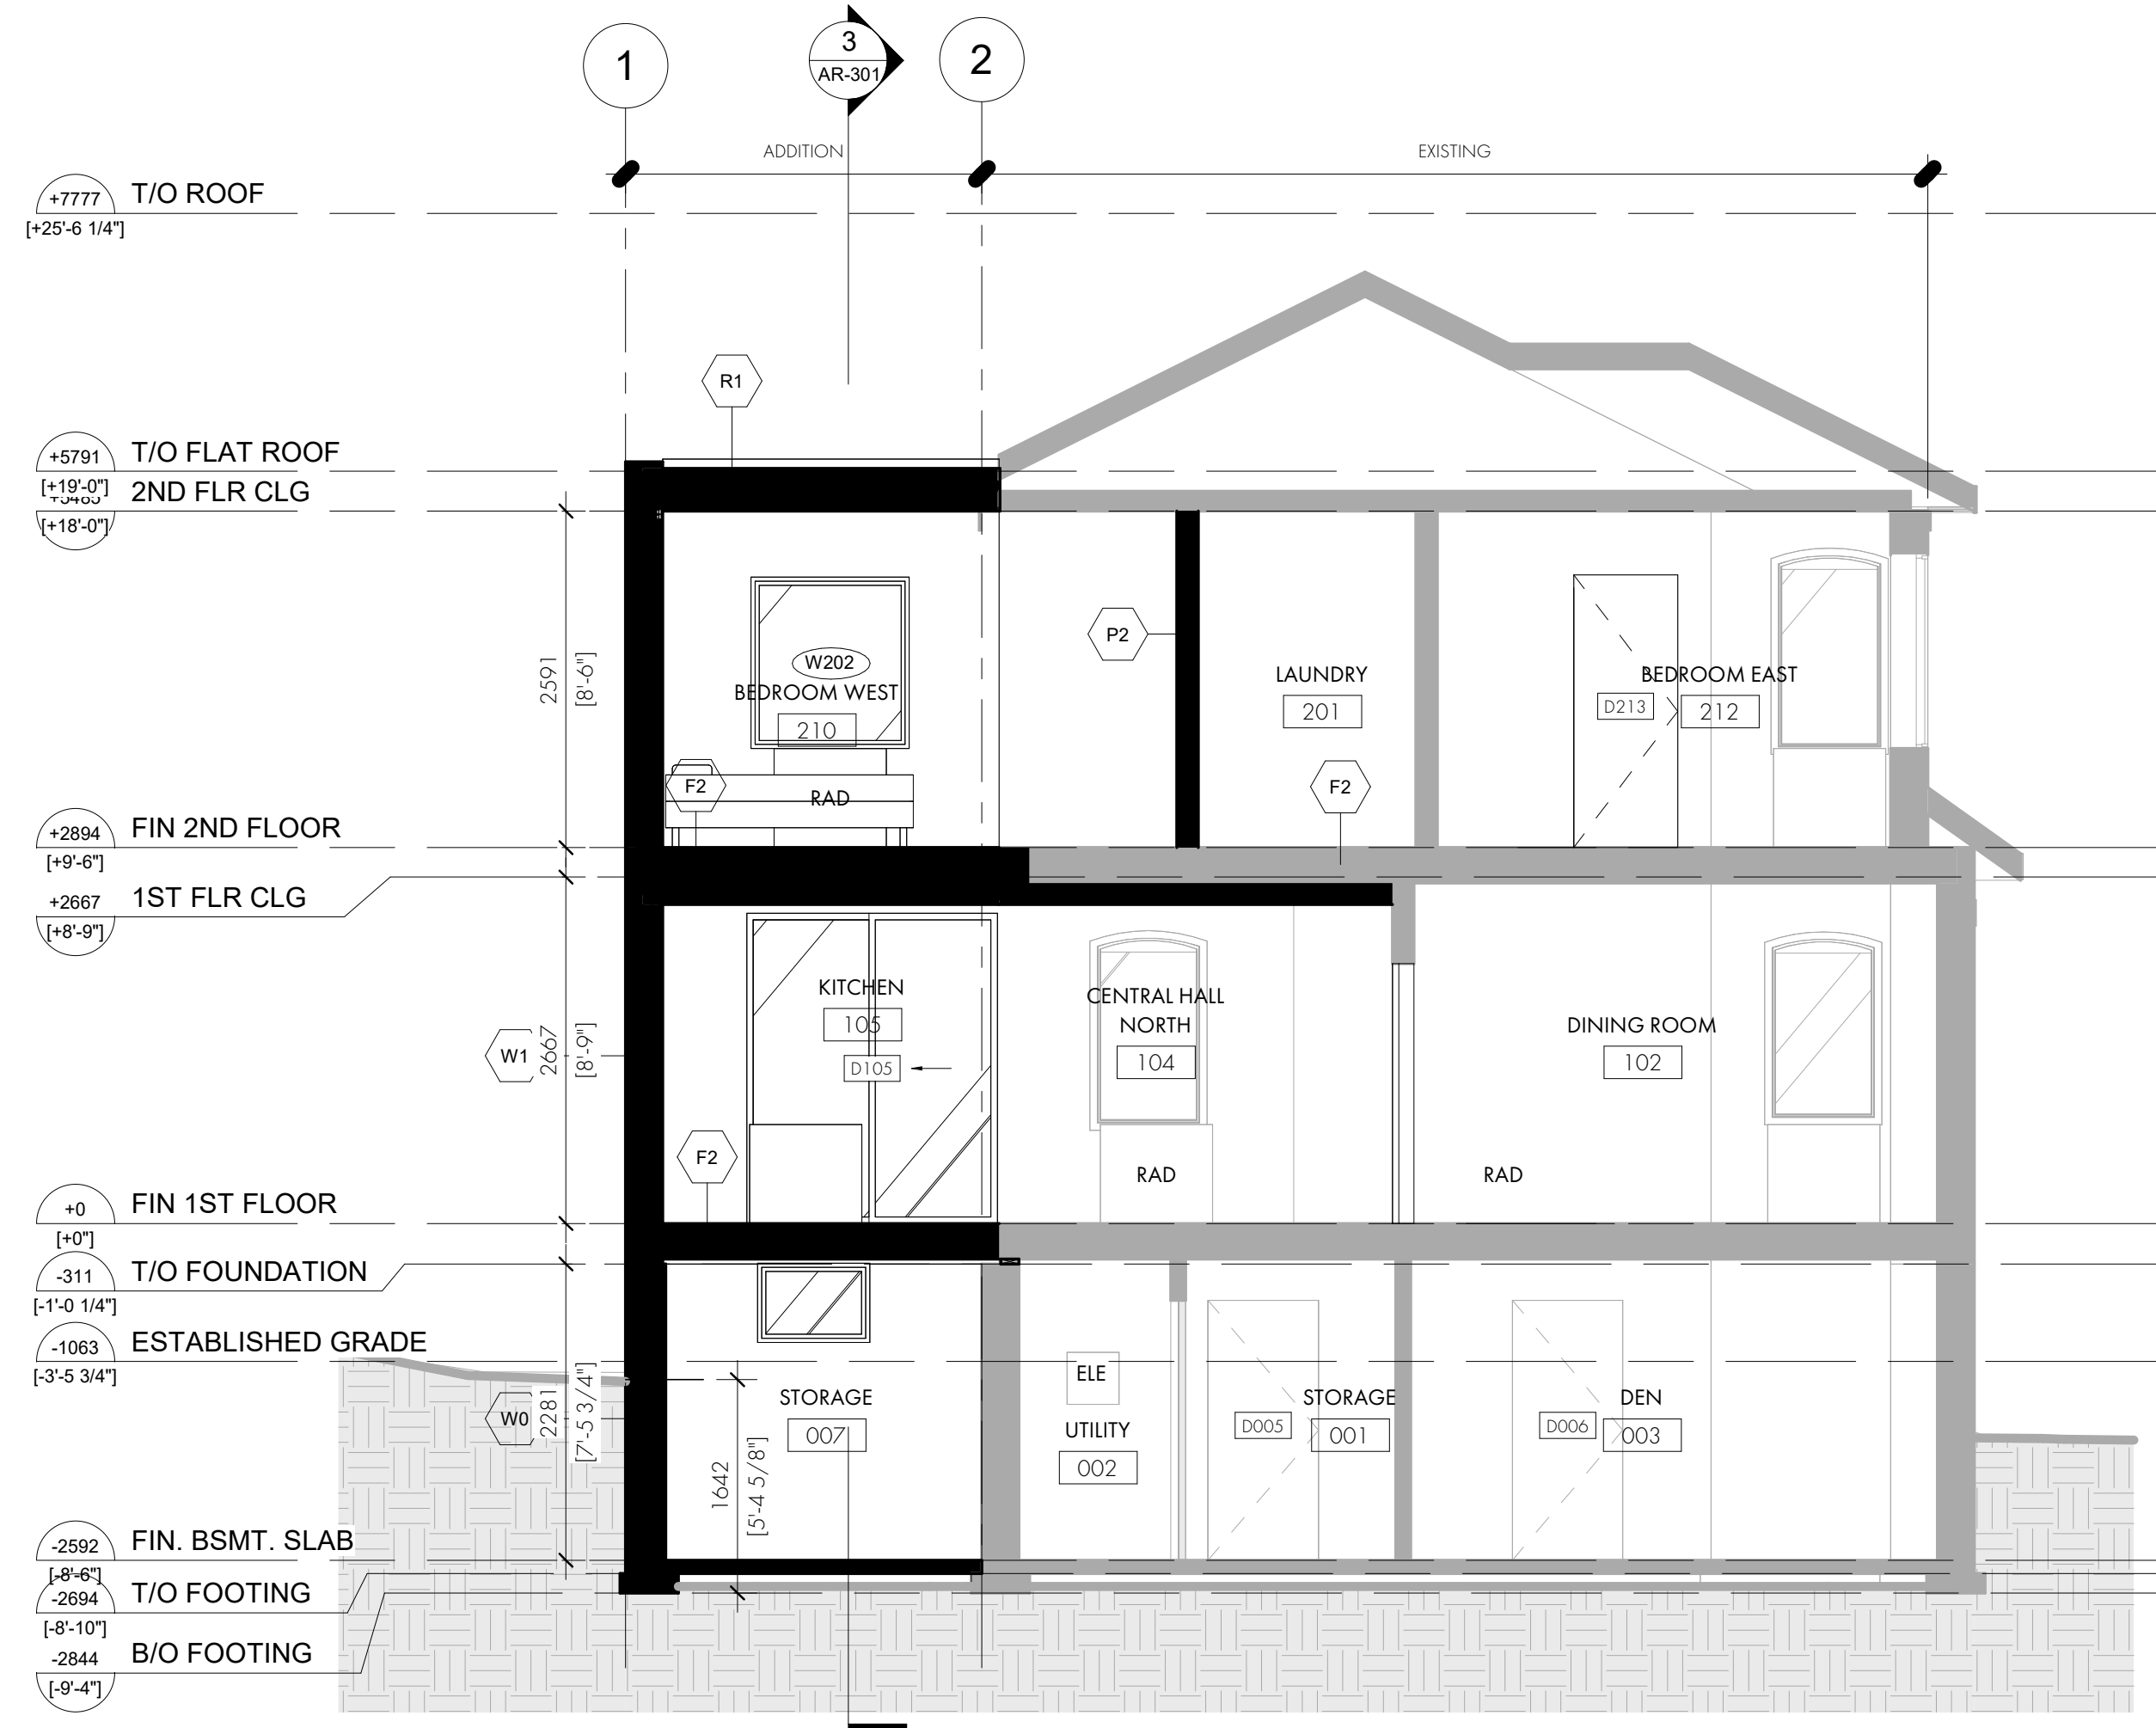 1
3
AR-301
2
ADDITION
EXISTING
+7777 T/O ROOF
[+25'-6 1/4"]
R1
+5791 T/O FLAT ROOF
[+19'-0"]
2ND FLR CLG
[+18'-0"]
2591
[8'-6"]
W202
BEDROOM WEST
210
F2
RAD
P2
LAUNDRY
201
F2
D213
BEDROOM EAST
212
+2894 FIN 2ND FLOOR
[+9'-6"]
+2667 1ST FLR CLG
[+8'-9"]
W1
2667
[8'-9"]
KITCHEN
105
D105
F2
CENTRAL HALL
NORTH
104
RAD
DINING ROOM
102
RAD
+0 FIN 1ST FLOOR
[+0"]
-311 T/O FOUNDATION
[-1'-0 1/4"]
-1063 ESTABLISHED GRADE
[-3'-5 3/4"]
W0
2281
[7'-5 3/4"]
STORAGE
007
1642
[5'-4 5/8"]
ELE
UTILITY
002
D005
STORAGE
001
D006
DEN
003
-2592 FIN. BSMT. SLAB
[-8'-6"]
-2694 T/O FOOTING
[-8'-10"]
-2844 B/O FOOTING
[-9'-4"]